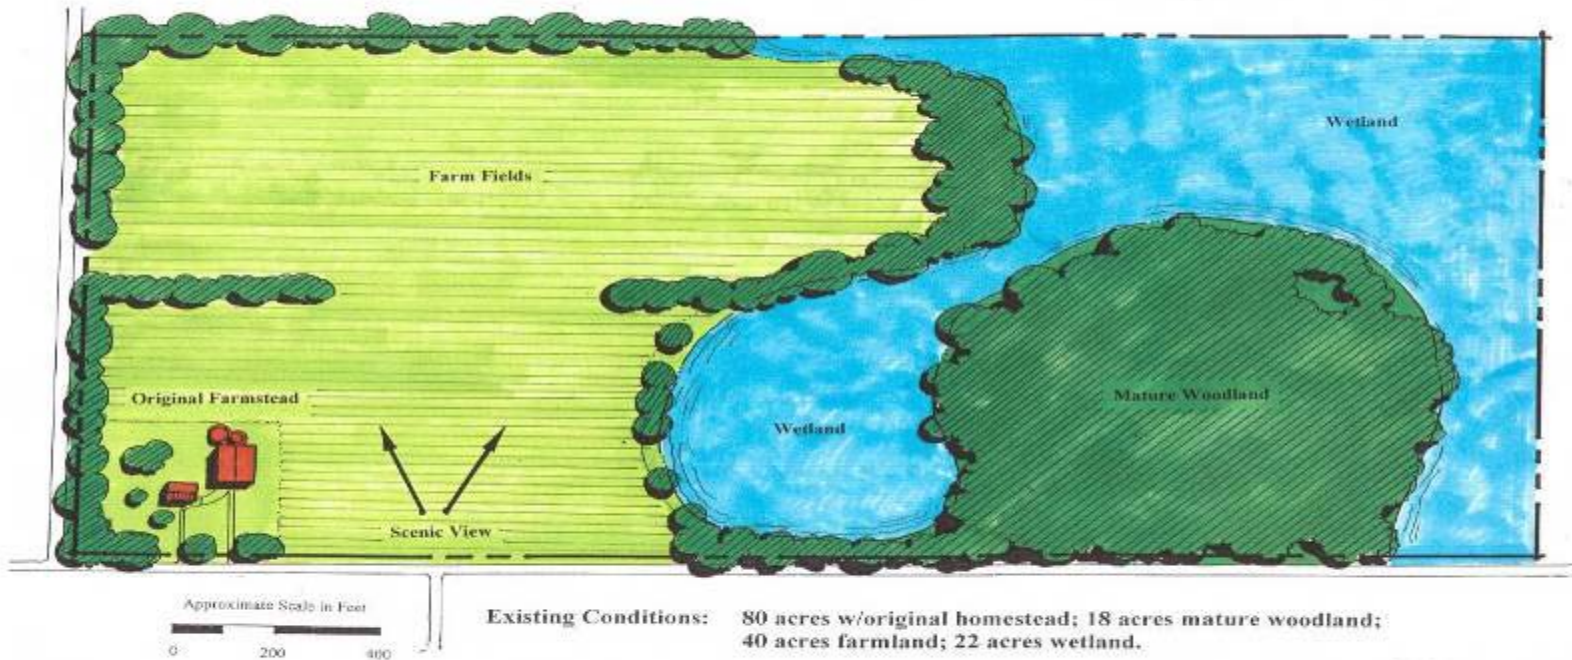 Wetland
Farm Fields
Original Farmstead
Mature Woodland
Wetland
Scenic View
Approximate Scale in Feet
0 200 400
Existing Conditions: 80 acres w/original homestead; 18 acres mature woodland;
40 acres farmland; 22 acres wetland.